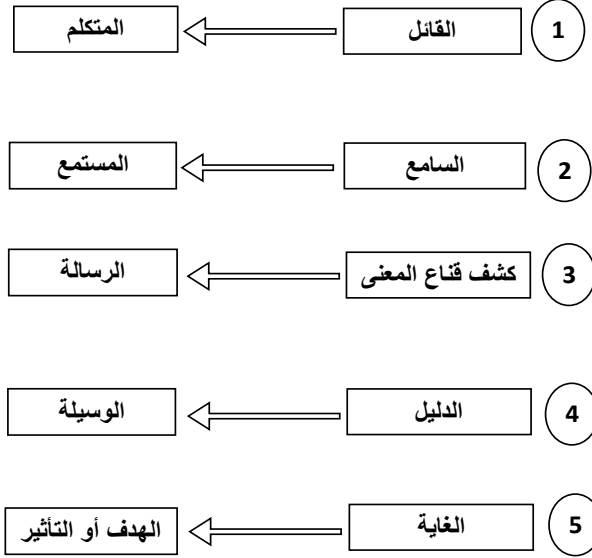 1 القائل المتكلم
2 السامع المستمع
3 كشف قناع المعنى الرسالة
4 الدليل الوسيلة
5 الغاية الهدف أو التأثير